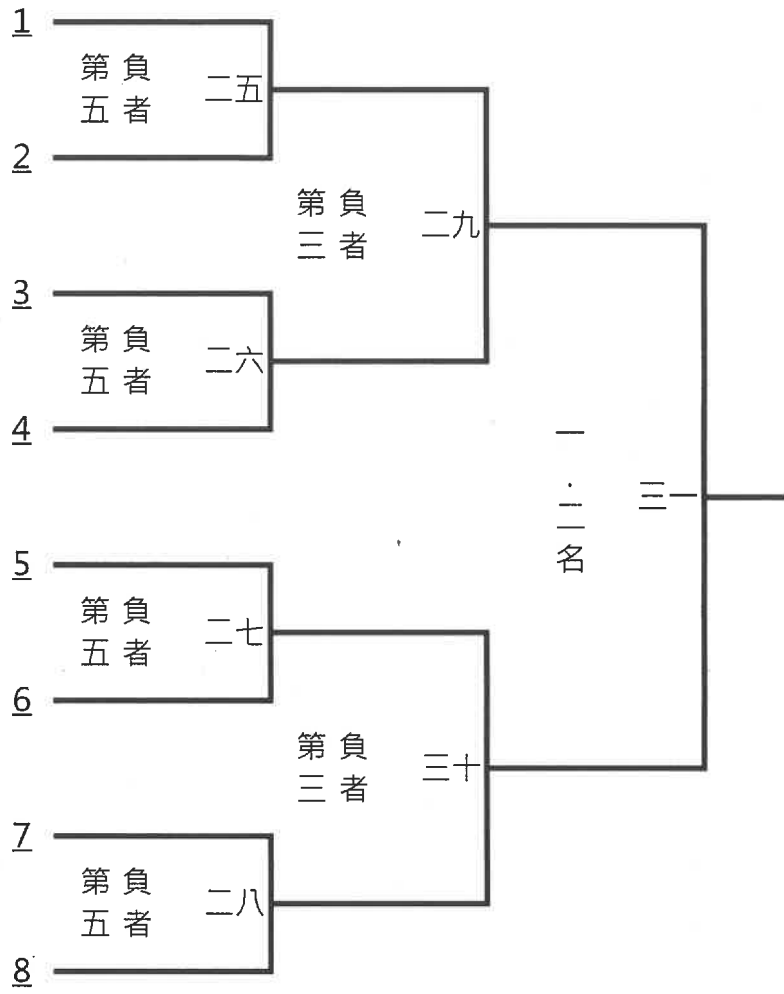 1
負者
第五
二五
2
負者
第三
二九
3
負者
第五
二六
4
一.二名
三一
5
負者
第五
二七
6
負者
第三
三十
7
負者
第五
二八
8